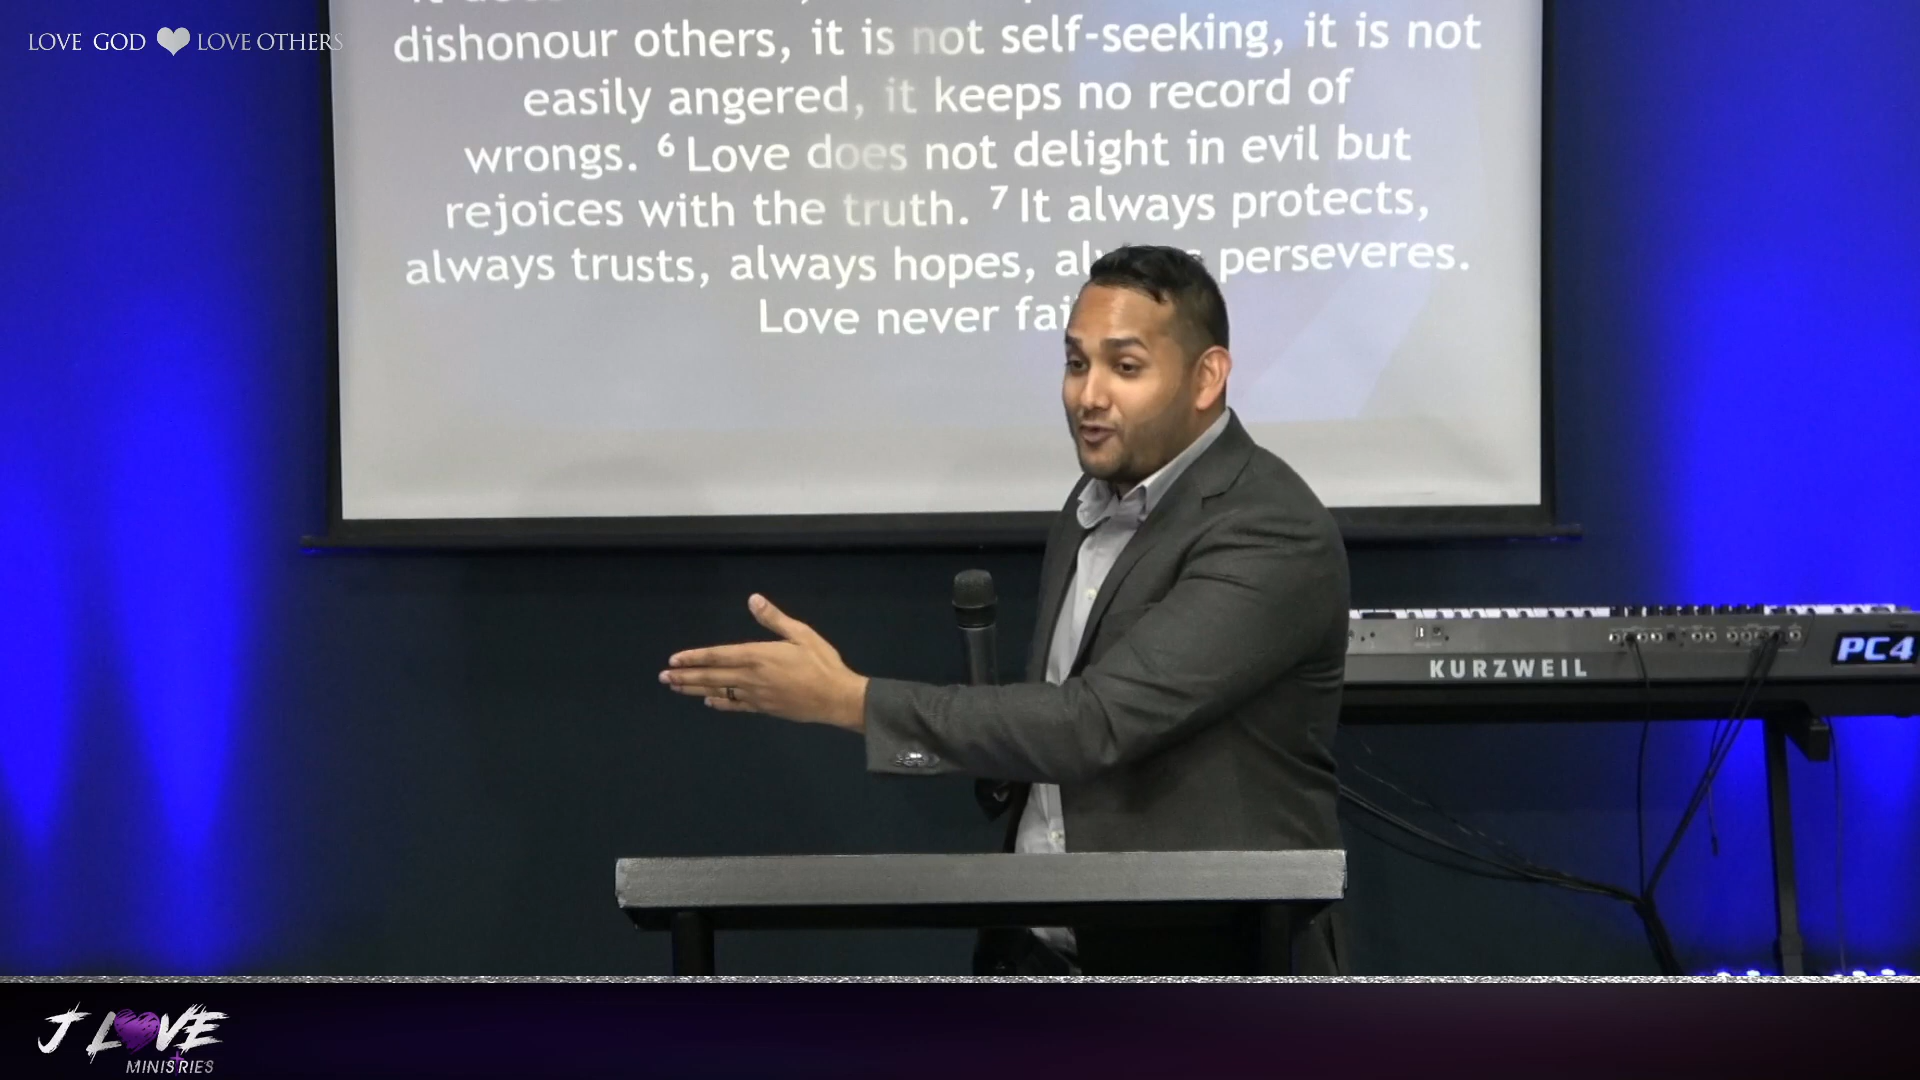 LOVE GOD LOVE OTHERS
dishonour others, it is not self-seeking, it is not
easily angered, it keeps no record of
wrongs. 6 Love does not delight in evil but
rejoices with the truth. 7 It always protects,
always trusts, always hopes, perseveres.
Love never
KURZWEIL
PC4
J LOVE
MINISTRIES